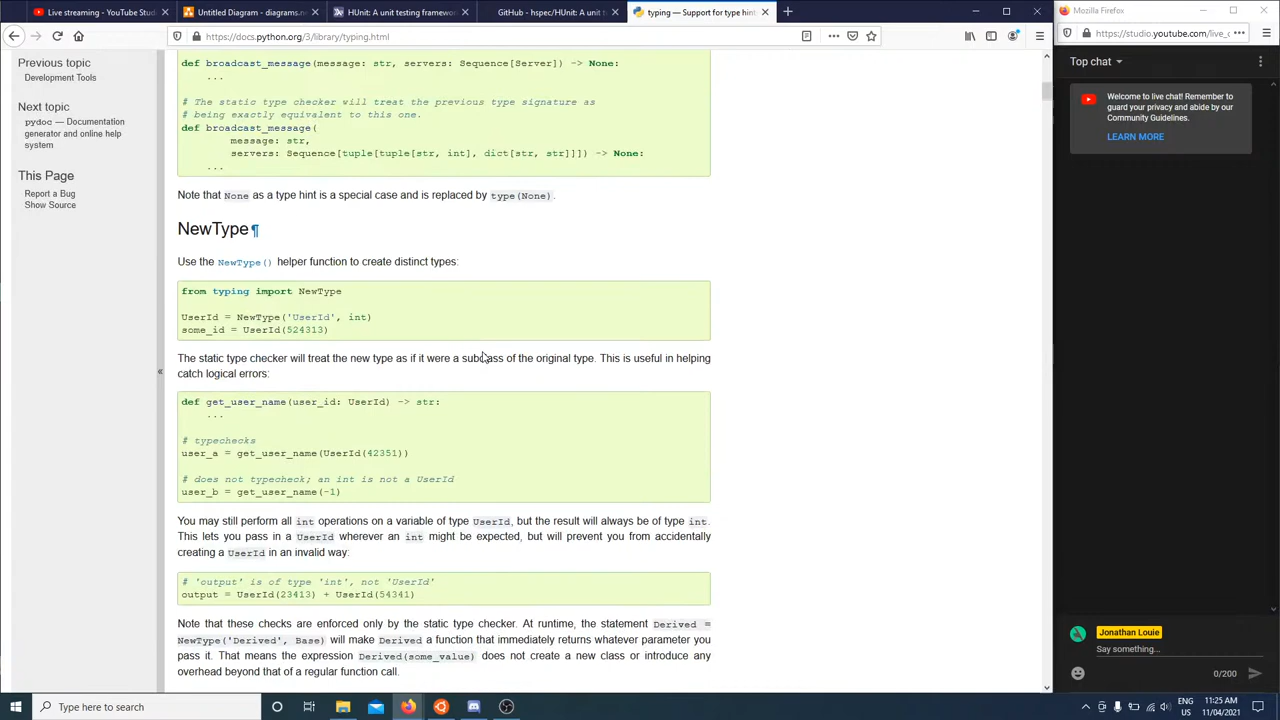 Live streaming - YouTube Stud
Untitled Diagram - diagrams.ne
HUnit: A unit testing framewo
GitHub - hspec/HUnit: A unit t
typing — Support for type hint
https://docs.python.org/3/library/typing.html
Previous topic
Development Tools
Next topic
pydoc — Documentation
generator and online help
system
This Page
Report a Bug
Show Source
«
def broadcast_message(message: str, servers: Sequence[Server]) -> None:
...
# The static type checker will treat the previous type signature as
# being exactly equivalent to this one.
def broadcast_message(
message: str,
servers: Sequence[tuple[tuple[str, int], dict[str, str]]]) -> None:
...
Note that None as a type hint is a special case and is replaced by type(None).
NewType ¶
Use the NewType() helper function to create distinct types:
from typing import NewType
UserId = NewType('UserId', int)
some_id = UserId(524313)
The static type checker will treat the new type as if it were a subclass of the original type. This is useful in helping
catch logical errors:
def get_user_name(user_id: UserId) -> str:
...
# typechecks
user_a = get_user_name(UserId(42351))
# does not typecheck; an int is not a UserId
user_b = get_user_name(-1)
You may still perform all int operations on a variable of type UserId, but the result will always be of type int.
This lets you pass in a UserId wherever an int might be expected, but will prevent you from accidentally
creating a UserId in an invalid way:
# 'output' is of type 'int', not 'UserId'
output = UserId(23413) + UserId(54341)
Note that these checks are enforced only by the static type checker. At runtime, the statement Derived =
NewType('Derived', Base) will make Derived a function that immediately returns whatever parameter you
pass it. That means the expression Derived(some_value) does not create a new class or introduce any
overhead beyond that of a regular function call.
Mozilla Firefox
https://studio.youtube.com/live_c
Top chat
Welcome to live chat! Remember to
guard your privacy and abide by our
Community Guidelines.
LEARN MORE
Jonathan Louie
Say something...
0/200
Type here to search
ENG
US
11:25 AM
11/04/2021